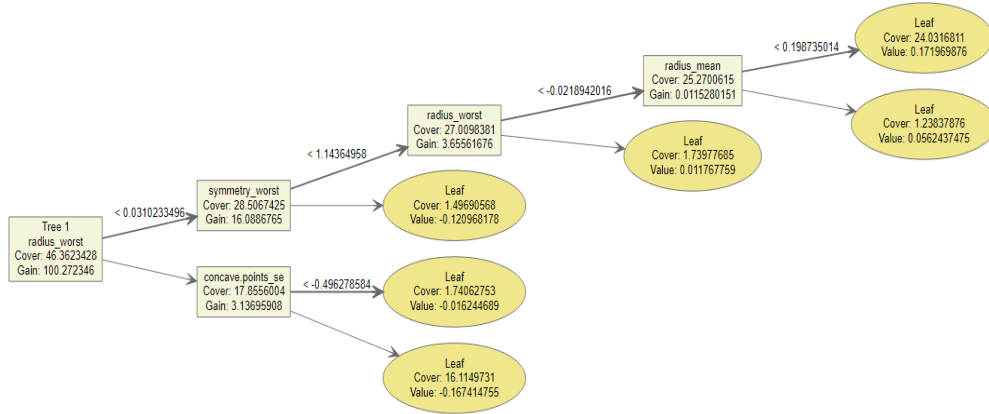 Leaf
Cover: 24.0316811
Value: 0.171969876
< 0.198735014
radius_mean
Cover: 25.2700615
Gain: 0.0115280151
< -0.0218942016
Leaf
Cover: 1.23837876
Value: 0.0562437475
radius_worst
Cover: 27.0098381
Gain: 3.65561676
Leaf
Cover: 1.73977685
Value: 0.011767759
< 1.14364958
symmetry_worst
Cover: 28.5067425
Gain: 16.0886765
Leaf
Cover: 1.49690568
Value: -0.120968178
< 0.0310233496
Tree 1
radius_worst
Cover: 46.3623428
Gain: 100.272346
concave.points_se
Cover: 17.8556004
Gain: 3.13695908
< -0.496278584
Leaf
Cover: 1.74062753
Value: -0.016244689
Leaf
Cover: 16.1149731
Value: -0.167414755